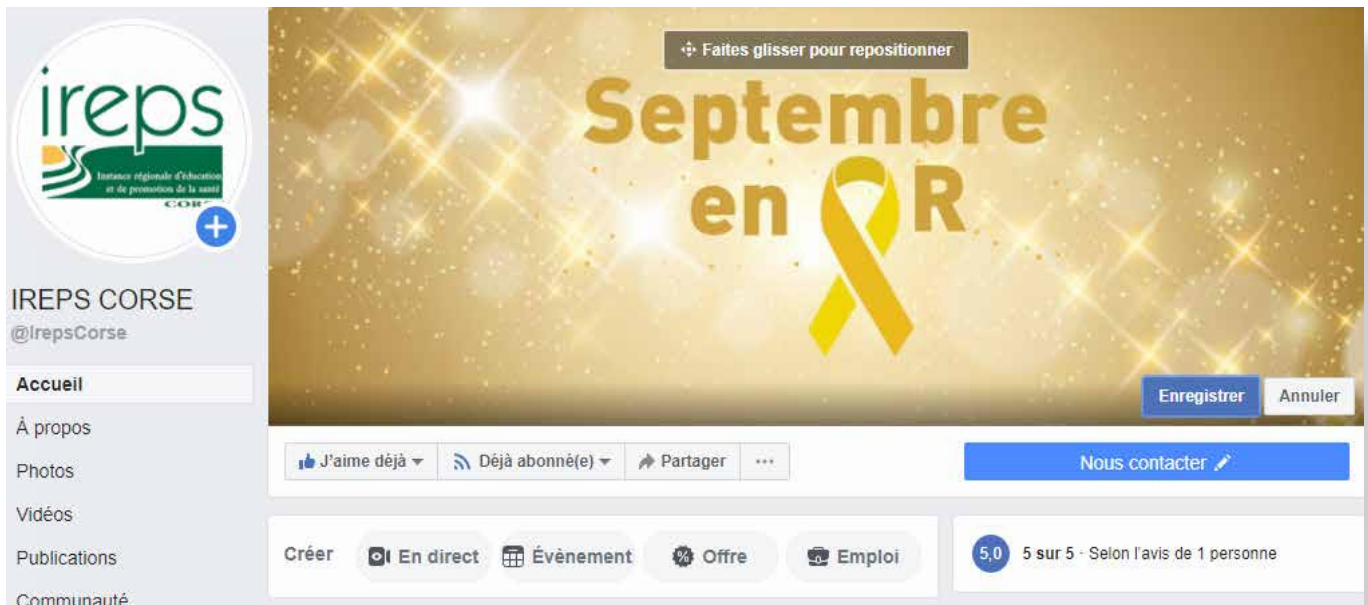 ireps
Instance régionale d'éducation
et de promotion de la santé
CORSE
IREPS CORSE
@IrepsCorse
Accueil
À propos
Photos
Vidéos
Publications
Communauté
Faites glisser pour repositionner
Septembre
en R
Enregistrer Annuler
J'aime déjà Déjà abonné(e) Partager ...
Nous contacter
Créer En direct Évènement Offre Emploi
5,0 5 sur 5 · Selon l'avis de 1 personne